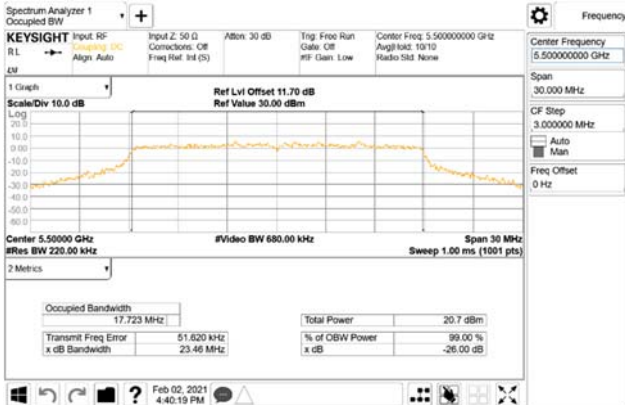 Spectrum Analyzer 1
Occupied BW
Frequency
KEYSIGHT
Input: RF
Coupling: DC
Align: Auto
Input Z: 50 Ω
Corrections: Off
Freq Ref: Int (S)
Atten: 30 dB
Trig: Free Run
Gate: Off
#IF Gain: Low
Center Freq: 5.500000000 GHz
Avg|Hold: 10/10
Radio Std: None
RL
Center Frequency
5.500000000 GHz
Span
30.000 MHz
CF Step
3.000000 MHz
Auto
Man
Freq Offset
0 Hz
1 Graph
Scale/Div 10.0 dB
Ref Lvl Offset 11.70 dB
Ref Value 30.00 dBm
Log
20.0
10.0
0.00
-10.0
-20.0
-30.0
-40.0
-50.0
-60.0
Center 5.50000 GHz
#Video BW 680.00 kHz
Span 30 MHz
#Res BW 220.00 kHz
Sweep 1.00 ms (1001 pts)
2 Metrics
Occupied Bandwidth
17.723 MHz
Total Power 20.7 dBm
Transmit Freq Error 51.620 kHz
% of OBW Power 99.00 %
x dB Bandwidth 23.46 MHz
x dB -26.00 dB
?
Feb 02, 2021
4:40:19 PM